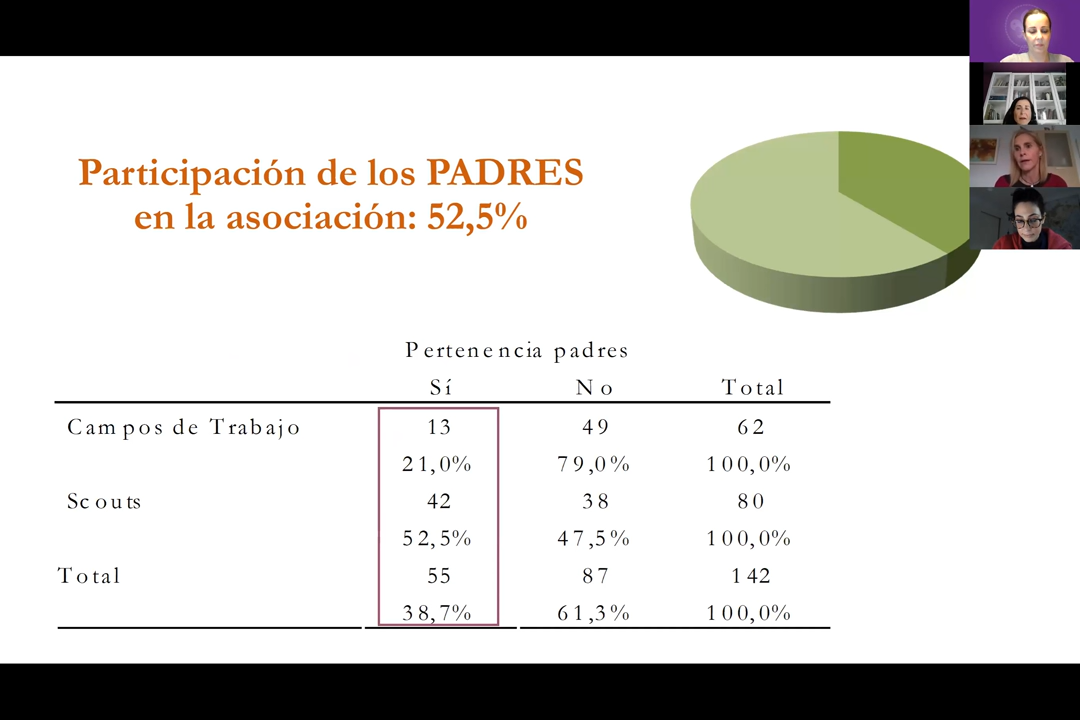 Participación de los PADRES
en la asociación: 52,5%
Pertenencia padres
Sí No Total
Campos de Trabajo 13 49 62
21,0% 79,0% 100,0%
Scouts 42 38 80
52,5% 47,5% 100,0%
Total 55 87 142
38,7% 61,3% 100,0%